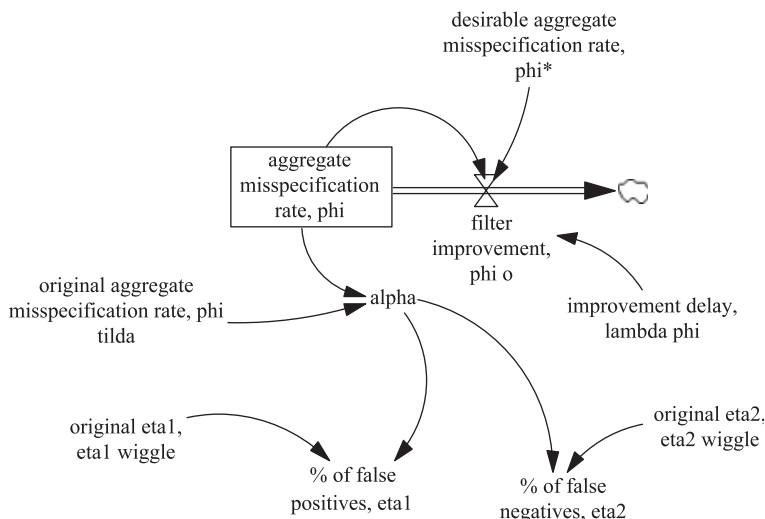 desirable aggregate
misspecification rate,
phi*
aggregate
misspecification
rate, phi
filter
improvement,
phi o
original aggregate
misspecification rate, phi
tilda
alpha
improvement delay,
lambda phi
original eta1,
eta1 wiggle
original eta2,
eta2 wiggle
% of false
positives, eta1
% of false
negatives, eta2